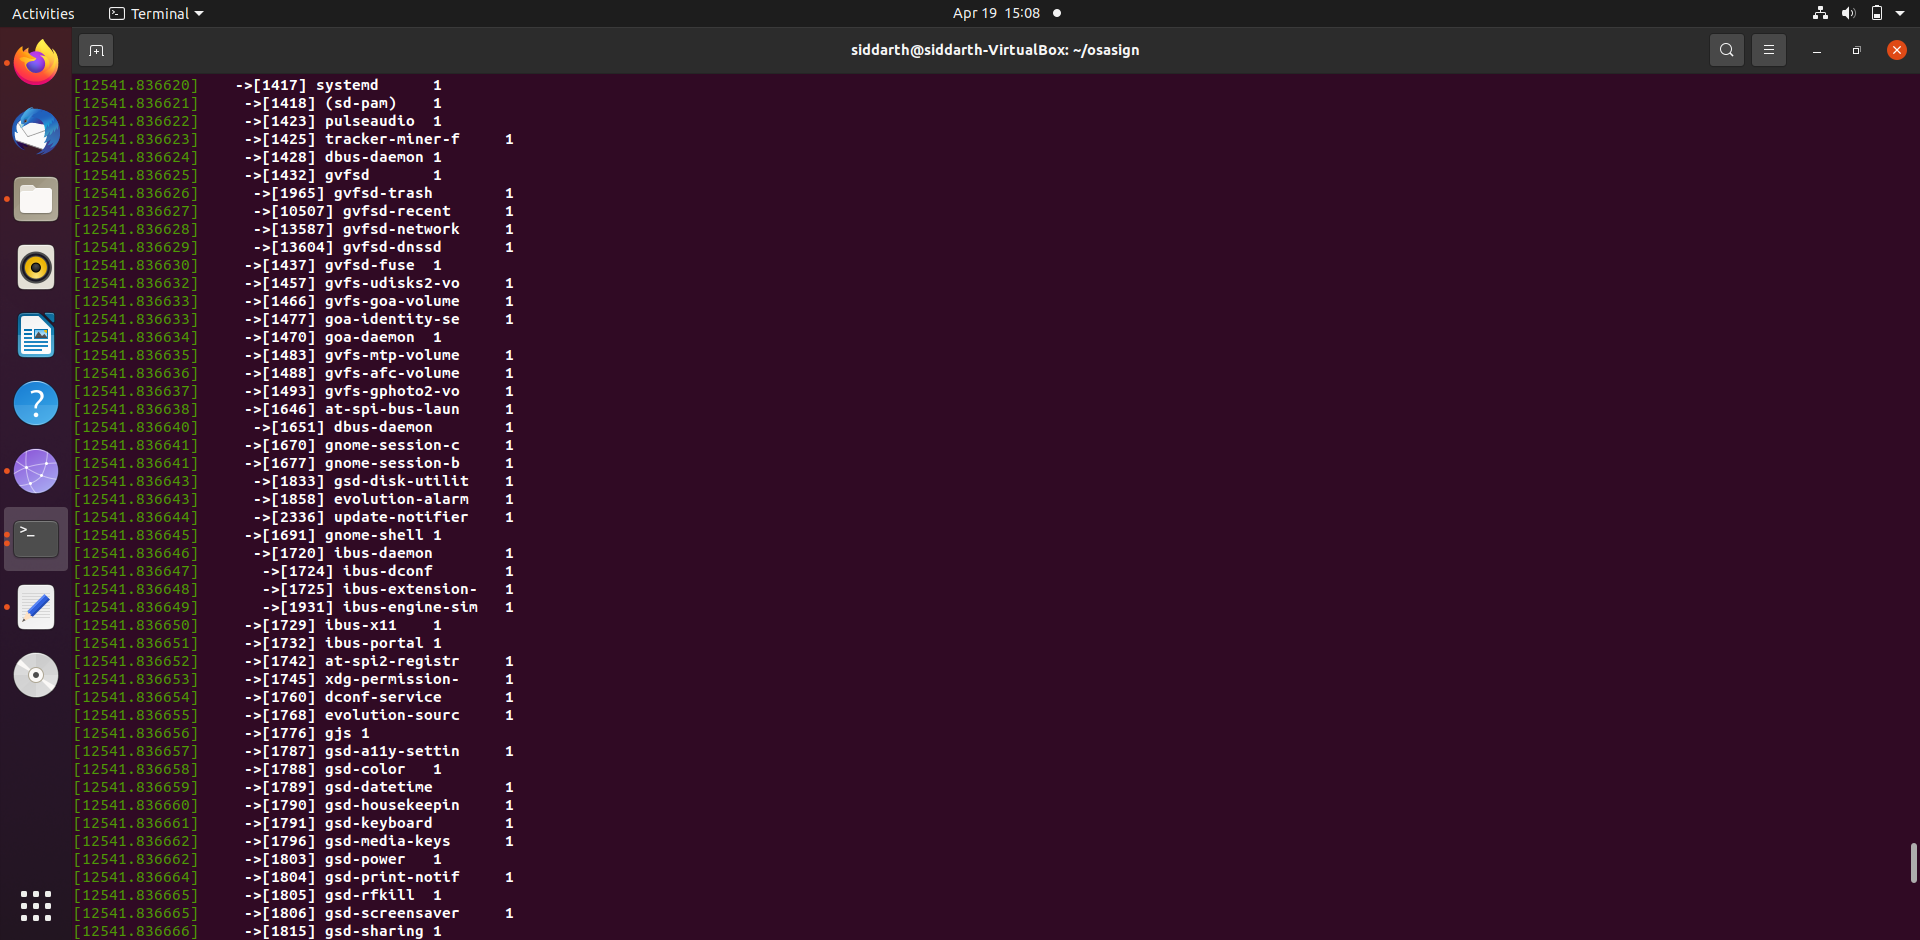 Activities Terminal Apr 19 15:08
siddarth@siddarth-VirtualBox: ~/osasign
[12541.836620] ->[1417] systemd 1
[12541.836621] ->[1418] (sd-pam) 1
[12541.836622] ->[1423] pulseaudio 1
[12541.836623] ->[1425] tracker-miner-f 1
[12541.836624] ->[1428] dbus-daemon 1
[12541.836625] ->[1432] gvfsd 1
[12541.836626] ->[1965] gvfsd-trash 1
[12541.836627] ->[10507] gvfsd-recent 1
[12541.836628] ->[13587] gvfsd-network 1
[12541.836629] ->[13604] gvfsd-dnssd 1
[12541.836630] ->[1437] gvfsd-fuse 1
[12541.836632] ->[1457] gvfs-udisks2-vo 1
[12541.836633] ->[1466] gvfs-goa-volume 1
[12541.836633] ->[1477] goa-identity-se 1
[12541.836634] ->[1470] goa-daemon 1
[12541.836635] ->[1483] gvfs-mtp-volume 1
[12541.836636] ->[1488] gvfs-afc-volume 1
[12541.836637] ->[1493] gvfs-gphoto2-vo 1
[12541.836638] ->[1646] at-spi-bus-laun 1
[12541.836640] ->[1651] dbus-daemon 1
[12541.836641] ->[1670] gnome-session-c 1
[12541.836641] ->[1677] gnome-session-b 1
[12541.836643] ->[1833] gsd-disk-utilit 1
[12541.836643] ->[1858] evolution-alarm 1
[12541.836644] ->[2336] update-notifier 1
[12541.836645] ->[1691] gnome-shell 1
[12541.836646] ->[1720] ibus-daemon 1
[12541.836647] ->[1724] ibus-dconf 1
[12541.836648] ->[1725] ibus-extension- 1
[12541.836649] ->[1931] ibus-engine-sim 1
[12541.836650] ->[1729] ibus-x11 1
[12541.836651] ->[1732] ibus-portal 1
[12541.836652] ->[1742] at-spi2-registr 1
[12541.836653] ->[1745] xdg-permission- 1
[12541.836654] ->[1760] dconf-service 1
[12541.836655] ->[1768] evolution-sourc 1
[12541.836656] ->[1776] gjs 1
[12541.836657] ->[1787] gsd-a11y-settin 1
[12541.836658] ->[1788] gsd-color 1
[12541.836659] ->[1789] gsd-datetime 1
[12541.836660] ->[1790] gsd-housekeepin 1
[12541.836661] ->[1791] gsd-keyboard 1
[12541.836662] ->[1796] gsd-media-keys 1
[12541.836662] ->[1803] gsd-power 1
[12541.836664] ->[1804] gsd-print-notif 1
[12541.836665] ->[1805] gsd-rfkill 1
[12541.836665] ->[1806] gsd-screensaver 1
[12541.836666] ->[1815] gsd-sharing 1